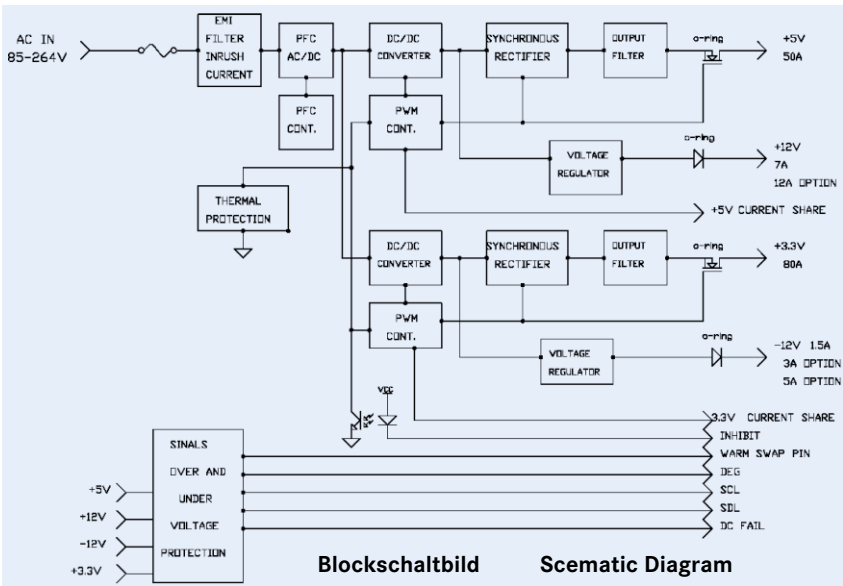 AC IN
85-264V
EMI
FILTER
INRUSH
CURRENT
PFC
AC/DC
DC/DC
CONVERTER
SYNCHRONOUS
RECTIFIER
OUTPUT
FILTER
o-ring
+5V
50A
PFC
CONT.
PWM
CONT.
VOLTAGE
REGULATOR
o-ring
+12V
7A
12A OPTION
THERMAL
PROTECTION
+5V CURRENT SHARE
DC/DC
CONVERTER
SYNCHRONOUS
RECTIFIER
OUTPUT
FILTER
o-ring
+3.3V
80A
PWM
CONT.
VOLTAGE
REGULATOR
o-ring
-12V 1.5A
3A OPTION
5A OPTION
VCC
3.3V CURRENT SHARE
INHIBIT
WARM SWAP PIN
DEG
SCL
SDL
DC FAIL
SINALS
OVER AND
UNDER
VOLTAGE
PROTECTION
+5V
+12V
-12V
+3.3V
Blockschaltbild Scematic Diagram